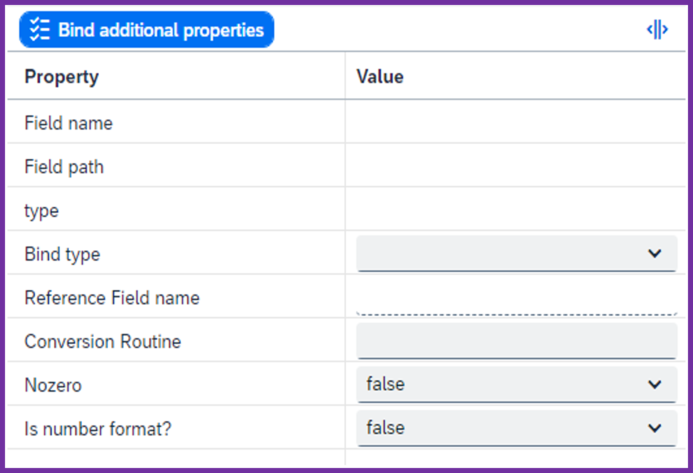 Bind additional properties
Property Value
Field name
Field path
type
Bind type
Reference Field name
Conversion Routine
Nozero false
Is number format? false